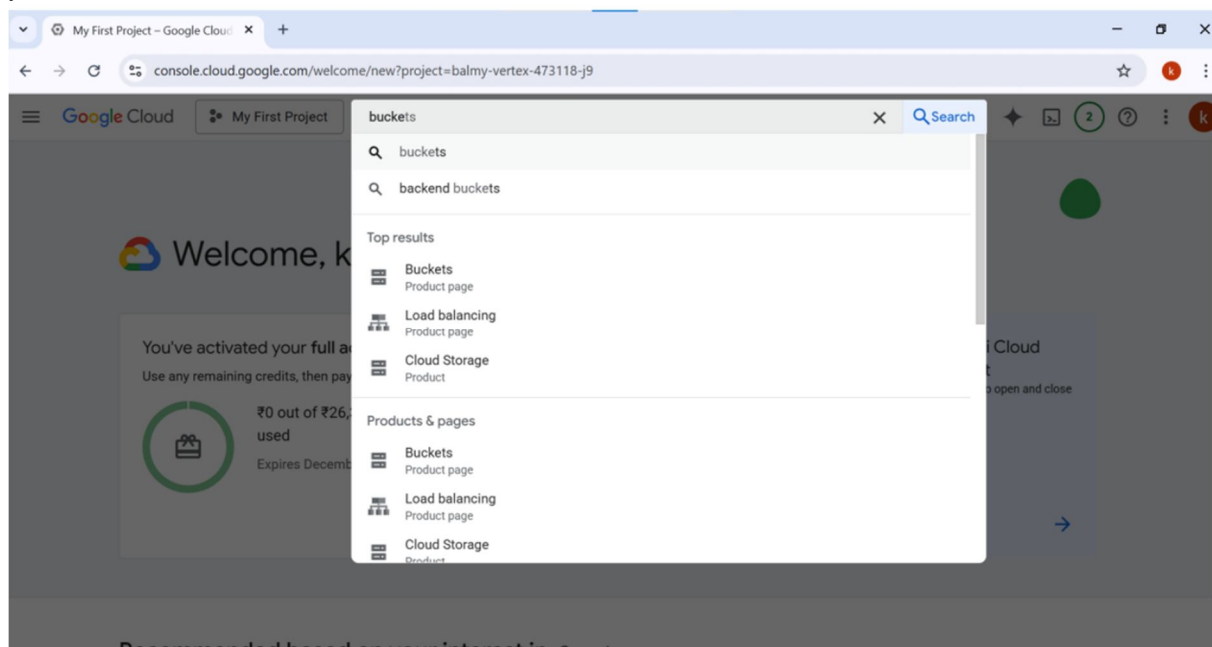 My First Project – Google Cloud
console.cloud.google.com/welcome/new?project=balmy-vertex-473118-j9
k
Google Cloud
My First Project
buckets
Search
2
k
buckets
backend buckets
Top results
Welcome, k
Buckets
Product page
Load balancing
Product page
You've activated your full a
i Cloud
Cloud Storage
Use any remaining credits, then pay
Product
open and close
₹0 out of ₹26,
used
Products & pages
Expires Decemb
Buckets
Product page
Load balancing
Product page
Cloud Storage
Product